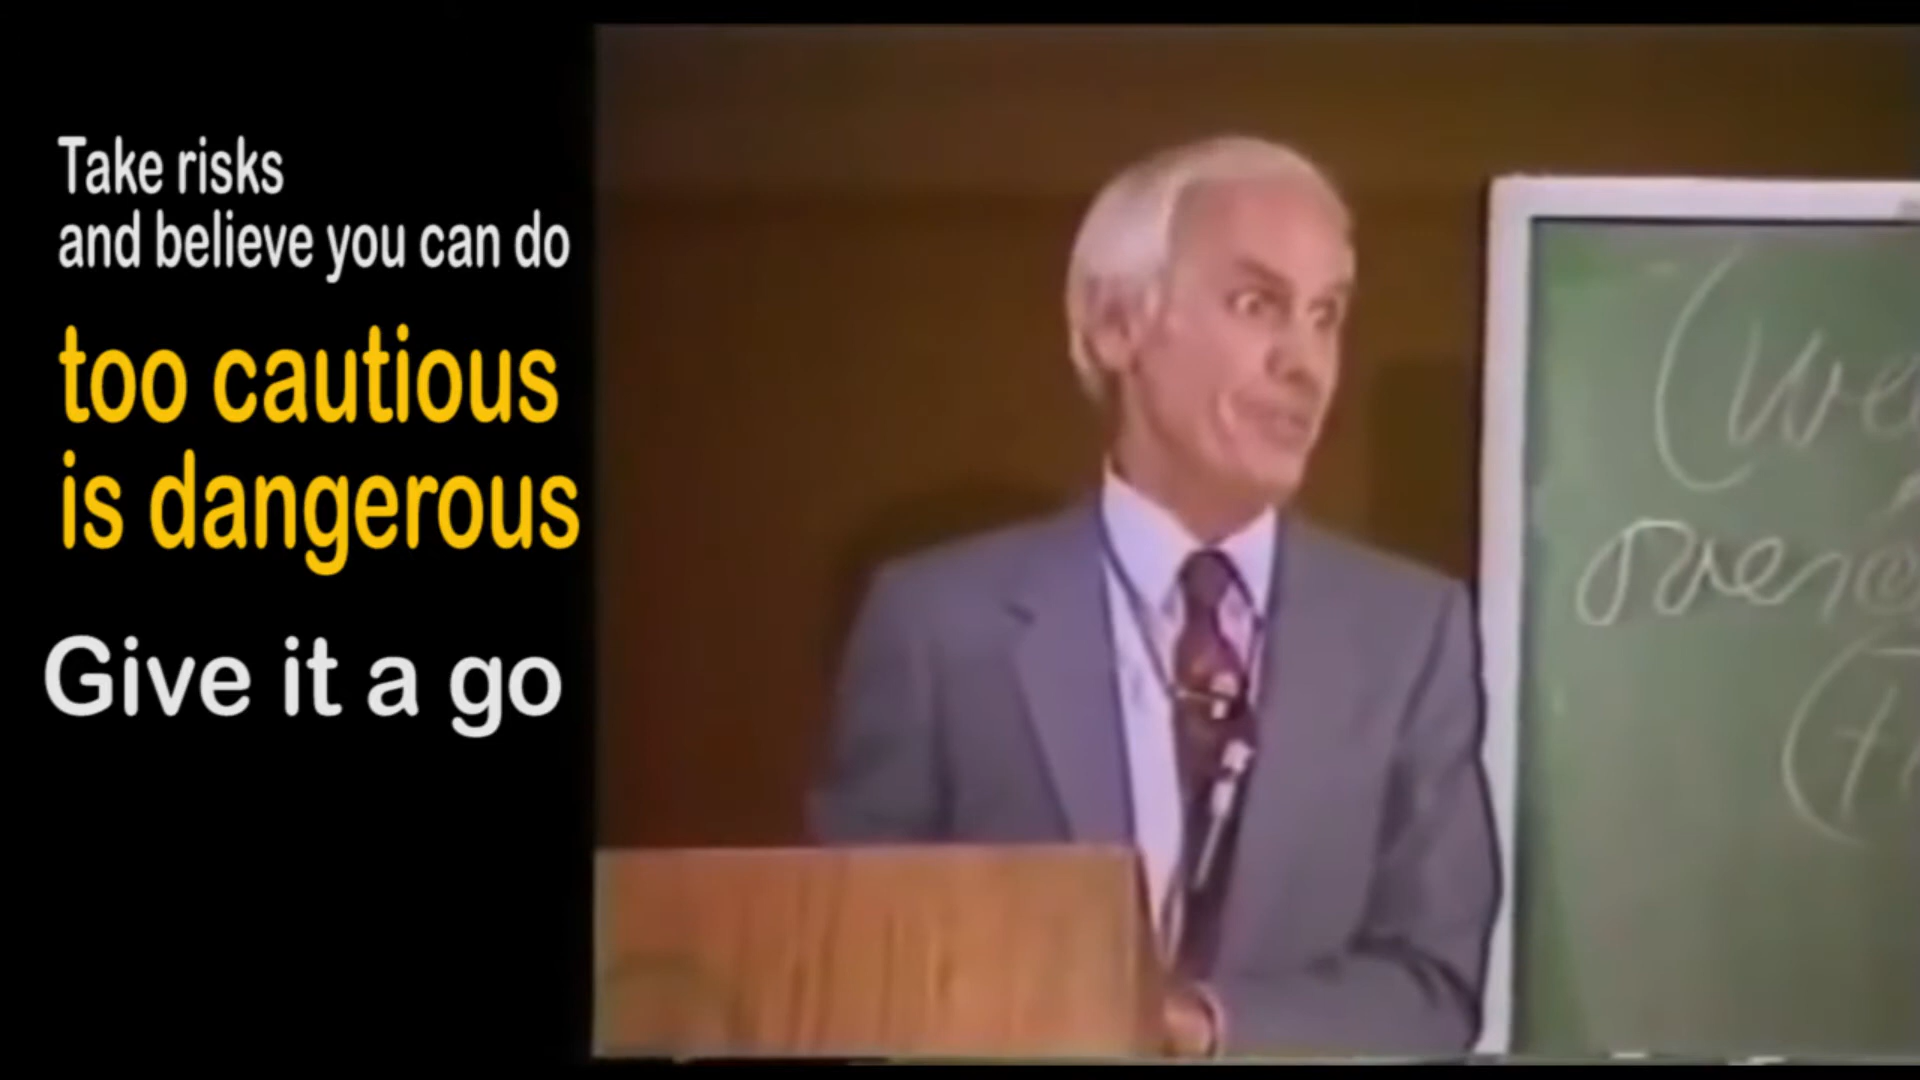 Take risks
and believe you can do
too cautious
is dangerous
Give it a go